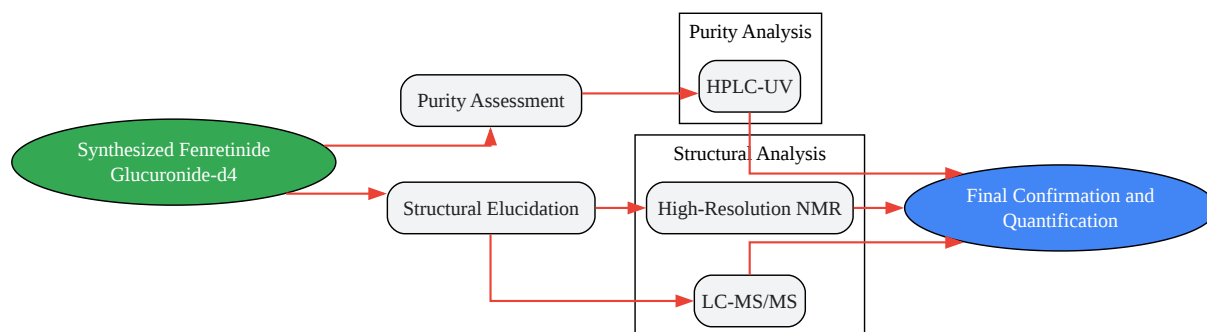 Synthesized Fenretinide
Glucuronide-d4
Purity Assessment
Structural Elucidation
Purity Analysis
HPLC-UV
Structural Analysis
High-Resolution NMR
LC-MS/MS
Final Confirmation and
Quantification